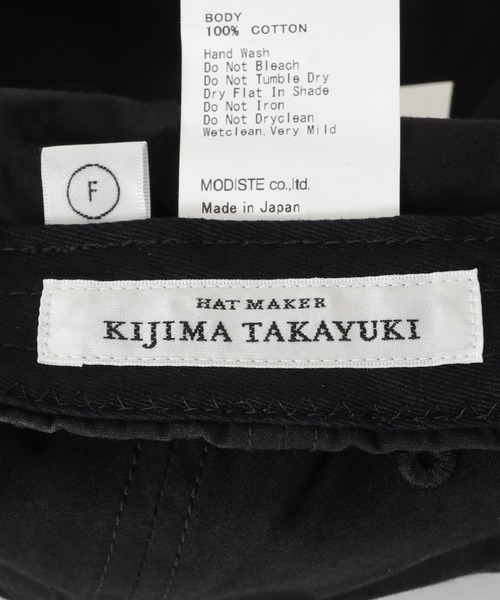 BODY
100% COTTON
Hand Wash
Do Not Bleach
Do Not Tumble Dry
Dry Flat In Shade
Do Not Iron
Do Not Dryclean
Wetclean, Very Mild
MODISTE co.,ltd.
Made in Japan
F
HAT MAKER
KIJIMA TAKAYUKI